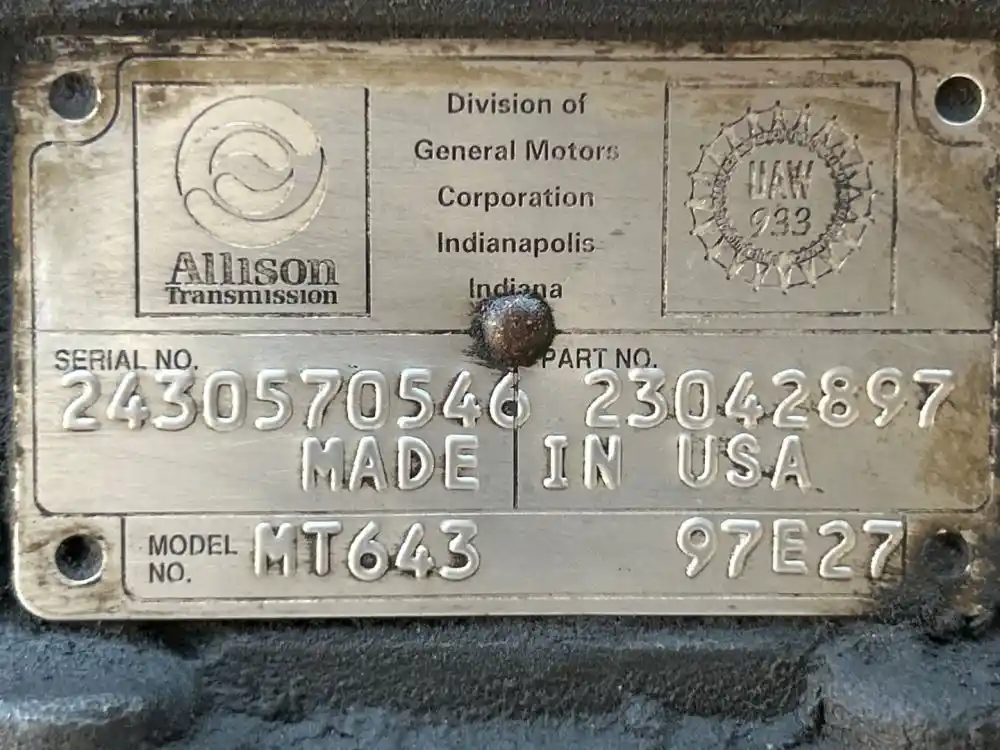 Allison
Transmission
Division of
General Motors
Corporation
Indianapolis
Indiana
UAW
933
SERIAL NO.
PART NO.
2430570546 23042897
MADE IN USA
MODEL NO. MT643 97E27